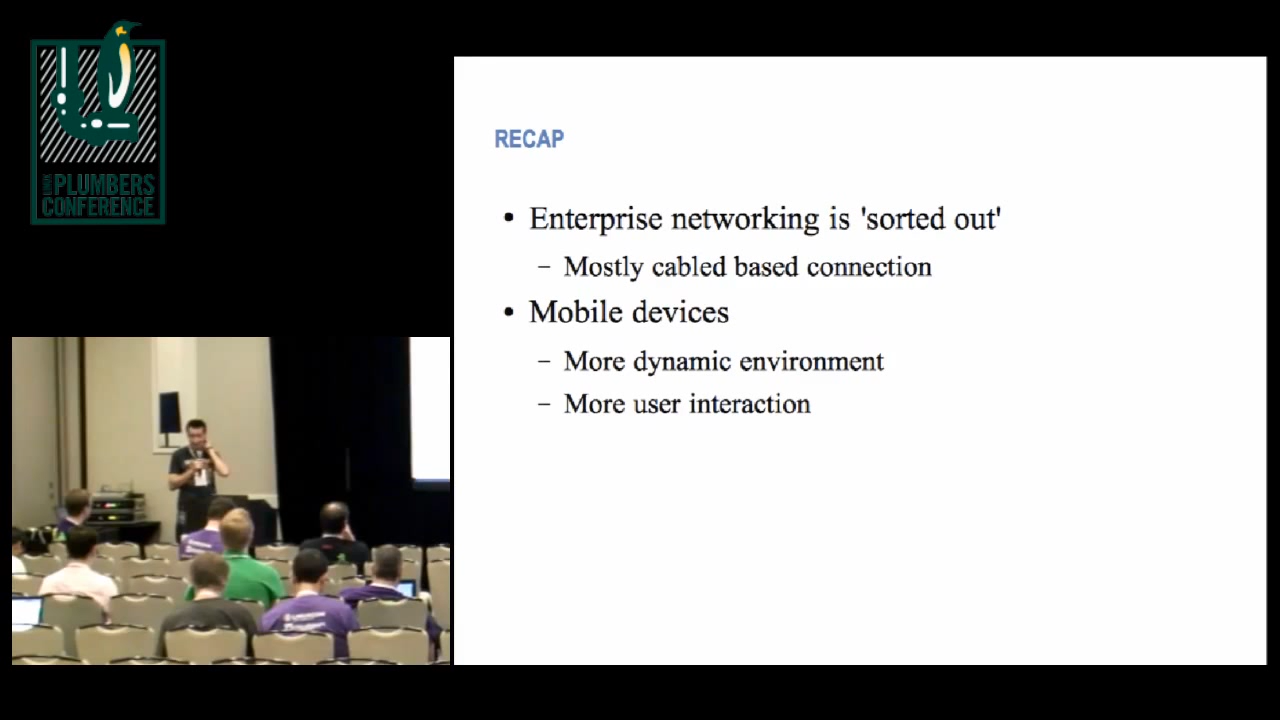 LINUX
PLUMBERS
CONFERENCE
RECAP
• Enterprise networking is 'sorted out'
– Mostly cabled based connection
• Mobile devices
– More dynamic environment
– More user interaction